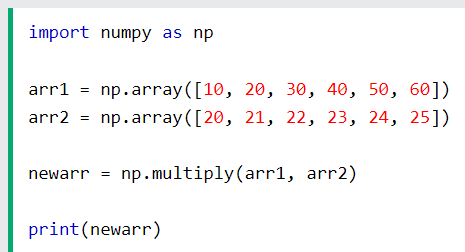 import numpy as np
arr1 = np.array([10, 20, 30, 40, 50, 60])
arr2 = np.array([20, 21, 22, 23, 24, 25])
newarr = np.multiply(arr1, arr2)
print(newarr)